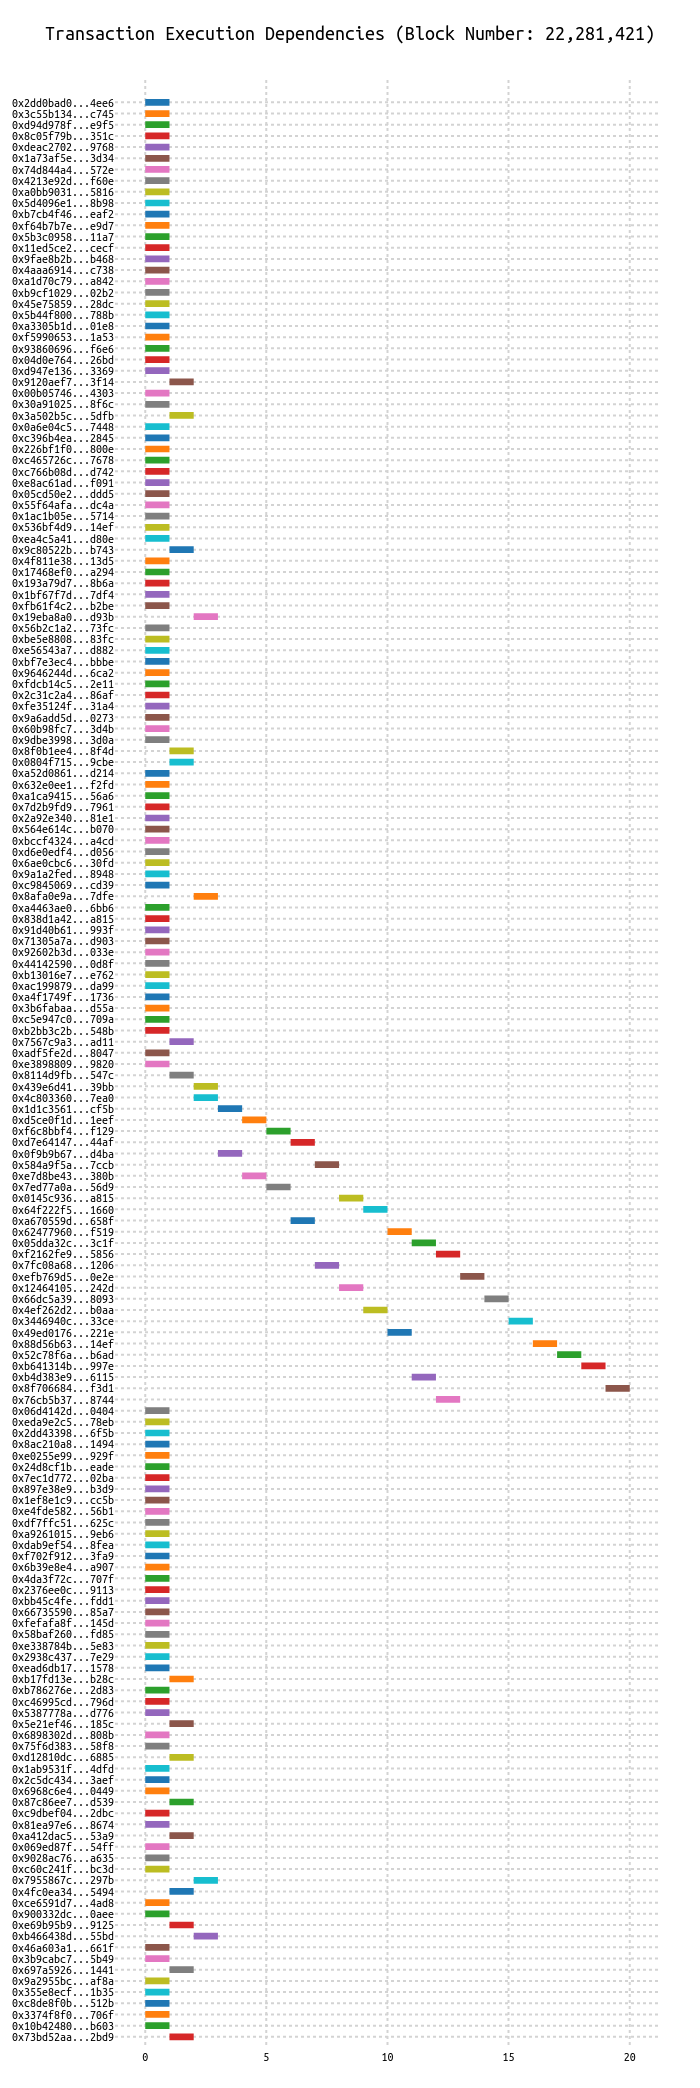 Transaction Execution Dependencies (Block Number: 22,281,421)
0x2dd0bad0...4ee6
0x3c55b134...c745
0xd94d978f...e9f5
0x8c05f79b...351c
0xdeac2702...9768
0x1a73af5e...3d34
0x74d844a4...572e
0x4213e92d...f60e
0xa0bb9031...5816
0x5d4096e1...8b98
0xb7cb4f46...eaf2
0xf64b7b7e...e9d7
0x5b3c0958...11a7
0x11ed5ce2...cecf
0x9fae8b2b...b468
0x4aaa6914...c738
0xa1d70c79...a842
0xb9cf1029...02b2
0x45e75859...28dc
0x5b44f800...788b
0xa3305b1d...01e8
0xf5990653...1a53
0x93860696...f6e6
0x04d0e764...26bd
0xd947e136...3369
0x9120aef7...3f14
0x00b05746...4303
0x30a91025...8f6c
0x3a502b5c...5dfb
0x0a6e04c5...7448
0xc396b4ea...2845
0x226bf1f0...800e
0xc465726c...7678
0xc766b08d...d742
0xe8ac61ad...f091
0x05cd50e2...ddd5
0x55f64afa...dc4a
0x1ac1b05e...5714
0x536bf4d9...14ef
0xea4c5a41...d80e
0x9c80522b...b743
0x4f811e38...13d5
0x17468ef0...a294
0x193a79d7...8b6a
0x1bf67f7d...7df4
0xfb61f4c2...b2be
0x19eba8a0...d93b
0x56b2c1a2...73fc
0xbe5e8808...83fc
0xe56543a7...d882
0xbf7e3ec4...bbbe
0x9646244d...6ca2
0xfdcb14c5...2e11
0x2c31c2a4...86af
0xfe35124f...31a4
0x9a6add5d...0273
0x60b98fc7...3d4b
0x9dbe3998...3d0a
0x8f0b1ee4...8f4d
0x0804f715...9cbe
0xa52d0861...d214
0x632e0ee1...f2fd
0xa1ca9415...56a6
0x7d2b9fd9...7961
0x2a92e340...81e1
0x564e614c...b070
0xbccf4324...a4cd
0xd6e0edf4...d056
0x6ae0cbc6...30fd
0x9a1a2fed...8948
0xc9845069...cd39
0x8afa0e9a...7dfe
0xa4463ae0...6bb6
0x838d1a42...a815
0x91d40b61...993f
0x71305a7a...d903
0x92602b3d...033e
0x44142590...0d8f
0xb13016e7...e762
0xac199879...da99
0xa4f1749f...1736
0x3b6fabaa...d55a
0xc5e947c0...709a
0xb2bb3c2b...548b
0x7567c9a3...ad11
0xadf5fe2d...8047
0xe3898809...9820
0x8114d9fb...547c
0x439e6d41...39bb
0x4c803360...7ea0
0x1d1c3561...cf5b
0xd5ce0f1d...1eef
0xf6c8bbf4...f129
0xd7e64147...44af
0x0f9b9b67...d4ba
0x584a9f5a...7ccb
0xe7d8be43...380b
0x7ed77a0a...56d9
0x0145c936...a815
0x64f222f5...1660
0xa670559d...658f
0x62477960...f519
0x05dda32c...3c1f
0xf2162fe9...5856
0x7fc08a68...1206
0xefb769d5...0e2e
0x12464105...242d
0x66dc5a39...8093
0x4ef262d2...b0aa
0x3446940c...33ce
0x49ed0176...221e
0x88d56b63...14ef
0x52c78f6a...b6ad
0xb641314b...997e
0xb4d383e9...6115
0x8f706684...f3d1
0x76cb5b37...8744
0x06d4142d...0404
0xeda9e2c5...78eb
0x2dd43398...6f5b
0x8ac210a8...1494
0xe0255e99...929f
0x24d8cf1b...eade
0x7ec1d772...02ba
0x897e38e9...b3d9
0x1ef8e1c9...cc5b
0xe4fde582...56b1
0xdf7ffc51...625c
0xa9261015...9eb6
0xdab9ef54...8fea
0xf702f912...3fa9
0x6b39e8e4...a907
0x4da3f72c...707f
0x2376ee0c...9113
0xbb45c4fe...fdd1
0x66735590...85a7
0xfefafa8f...145d
0x58baf260...fd85
0xe338784b...5e83
0x2938c437...7e29
0xead6db17...1578
0xb17fd13e...b28c
0xb786276e...2d83
0xc46995cd...796d
0x5387778a...d776
0x5e21ef46...185c
0x6898302d...808b
0x75f6d383...58f8
0xd12810dc...6885
0x1ab9531f...4dfd
0x2c5dc434...3aef
0x6968c6e4...0449
0x87c86ee7...d539
0xc9dbef04...2dbc
0x81ea97e6...8674
0xa412dac5...53a9
0x069ed87f...54ff
0x9028ac76...a635
0xc60c241f...bc3d
0x7955867c...297b
0x4fc0ea34...5494
0xce6591d7...4ad8
0x900332dc...0aee
0xe69b95b9...9125
0xb466438d...55bd
0x46a603a1...661f
0x3b9cabc7...5b49
0x697a5926...1441
0x9a2955bc...af8a
0x355e8ecf...1b35
0xc8de8f0b...512b
0x3374f8f0...706f
0x10b42480...b603
0x73bd52aa...2bd9
0 5 10 15 20